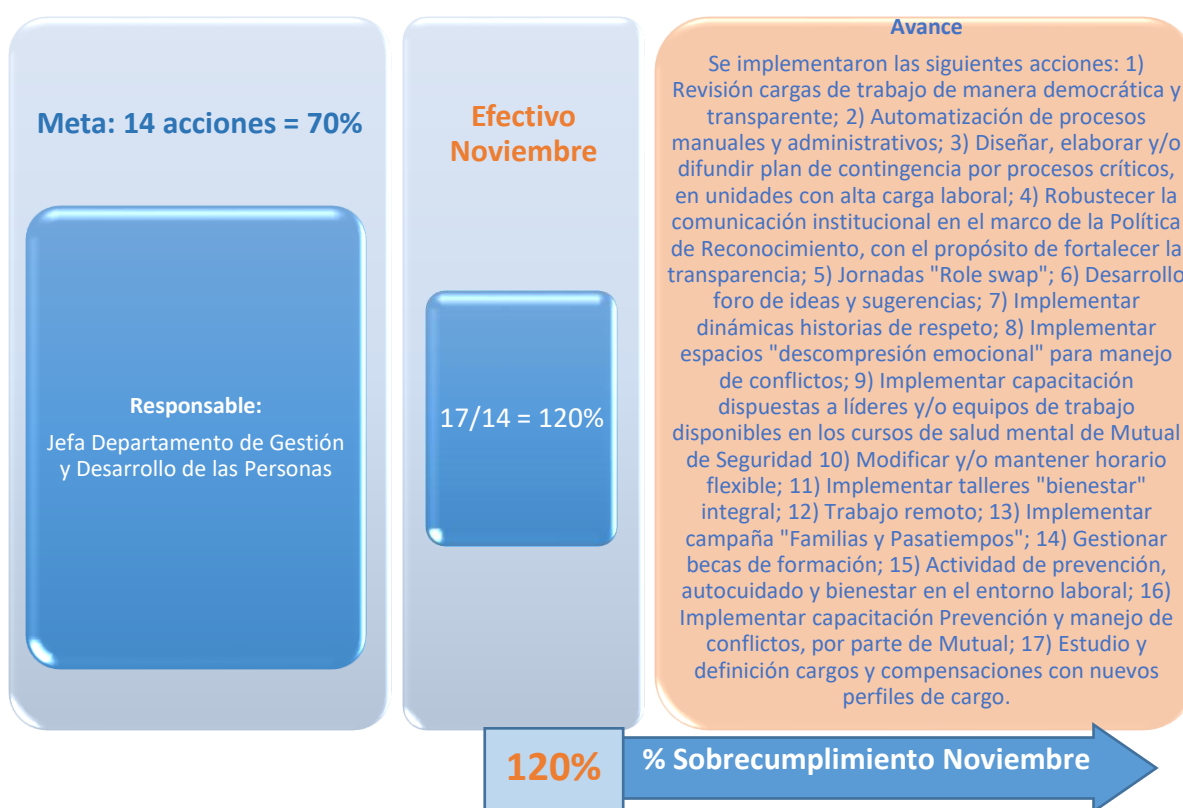 Meta: 14 acciones = 70%
Responsable:
Jefa Departamento de Gestión
y Desarrollo de las Personas
Efectivo
Noviembre
17/14 = 120%
Avance
Se implementaron las siguientes acciones: 1)
Revisión cargas de trabajo de manera democrática y
transparente; 2) Automatización de procesos
manuales y administrativos; 3) Diseñar, elaborar y/o
difundir plan de contingencia por procesos críticos,
en unidades con alta carga laboral; 4) Robustecer la
comunicación institucional en el marco de la Política
de Reconocimiento, con el propósito de fortalecer la
transparencia; 5) Jornadas "Role swap"; 6) Desarrollo
foro de ideas y sugerencias; 7) Implementar
dinámicas historias de respeto; 8) Implementar
espacios "descompresión emocional" para manejo
de conflictos; 9) Implementar capacitación
dispuestas a líderes y/o equipos de trabajo
disponibles en los cursos de salud mental de Mutual
de Seguridad 10) Modificar y/o mantener horario
flexible; 11) Implementar talleres "bienestar"
integral; 12) Trabajo remoto; 13) Implementar
campaña "Familias y Pasatiempos"; 14) Gestionar
becas de formación; 15) Actividad de prevención,
autocuidado y bienestar en el entorno laboral; 16)
Implementar capacitación Prevención y manejo de
conflictos, por parte de Mutual; 17) Estudio y
definición cargos y compensaciones con nuevos
perfiles de cargo.
120%
% Sobrecumplimiento Noviembre